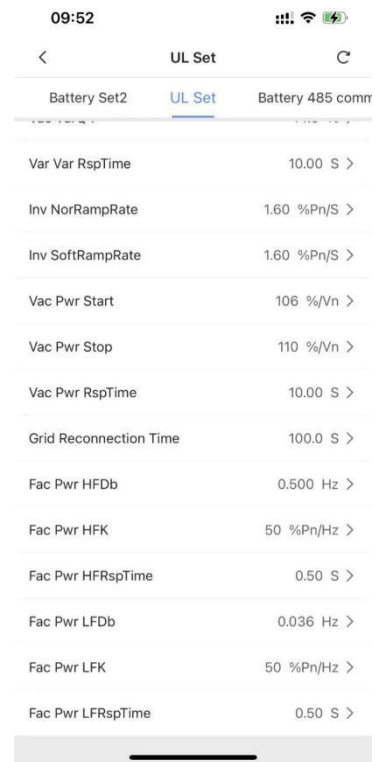 09:52
UL Set
Battery Set2 UL Set Battery 485 comm
Var Var RspTime 10.00 S
Inv NorRampRate 1.60 %Pn/S
Inv SoftRampRate 1.60 %Pn/S
Vac Pwr Start 106 %/Vn
Vac Pwr Stop 110 %/Vn
Vac Pwr RspTime 10.00 S
Grid Reconnection Time 100.0 S
Fac Pwr HFDb 0.500 Hz
Fac Pwr HFK 50 %Pn/Hz
Fac Pwr HFRspTime 0.50 S
Fac Pwr LFDb 0.036 Hz
Fac Pwr LFK 50 %Pn/Hz
Fac Pwr LFRspTime 0.50 S